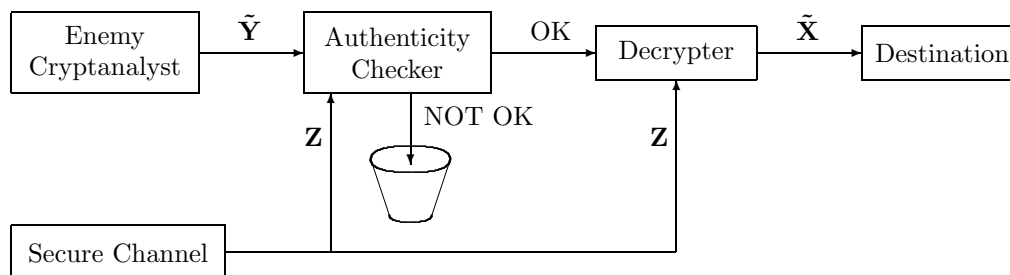 Enemy
Cryptanalyst
Ỹ
Authenticity
Checker
OK
Decrypter
X̃
Destination
NOT OK
Z
Z
Secure Channel